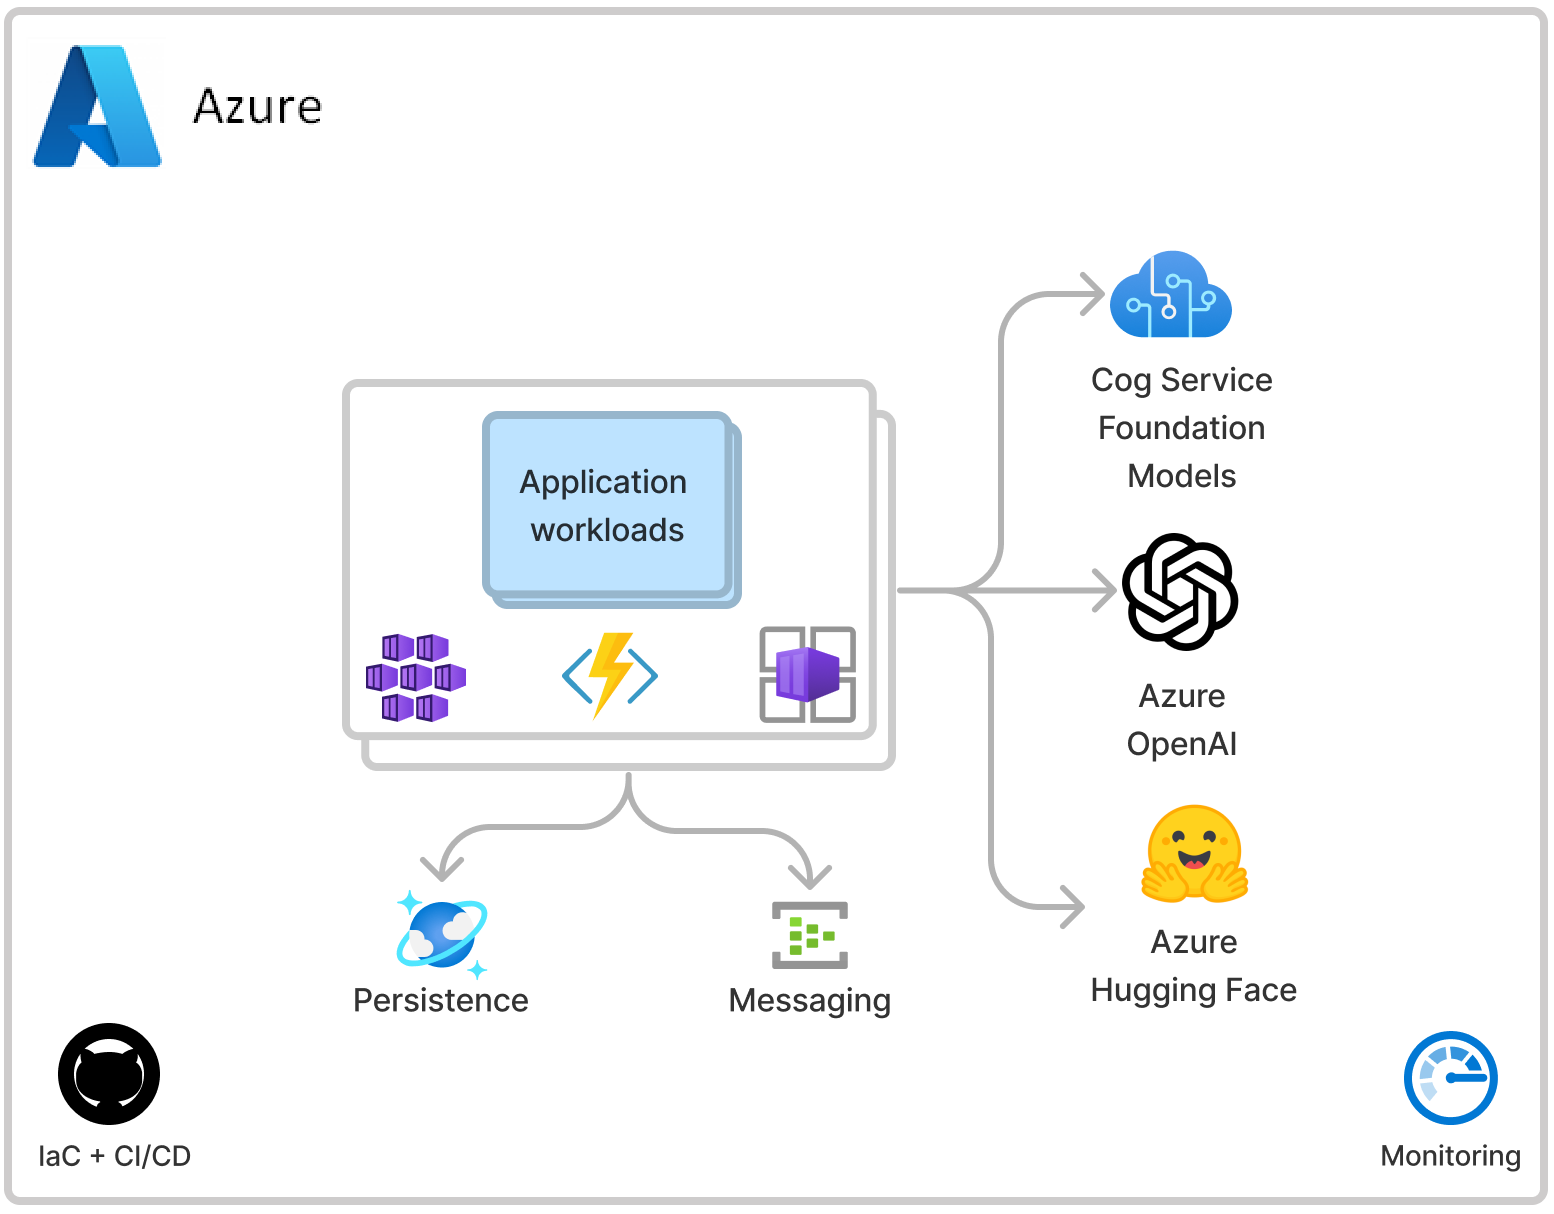 Azure
Application
workloads
Cog Service
Foundation
Models
Azure
OpenAI
Azure
Hugging Face
Persistence
Messaging
IaC + CI/CD
Monitoring